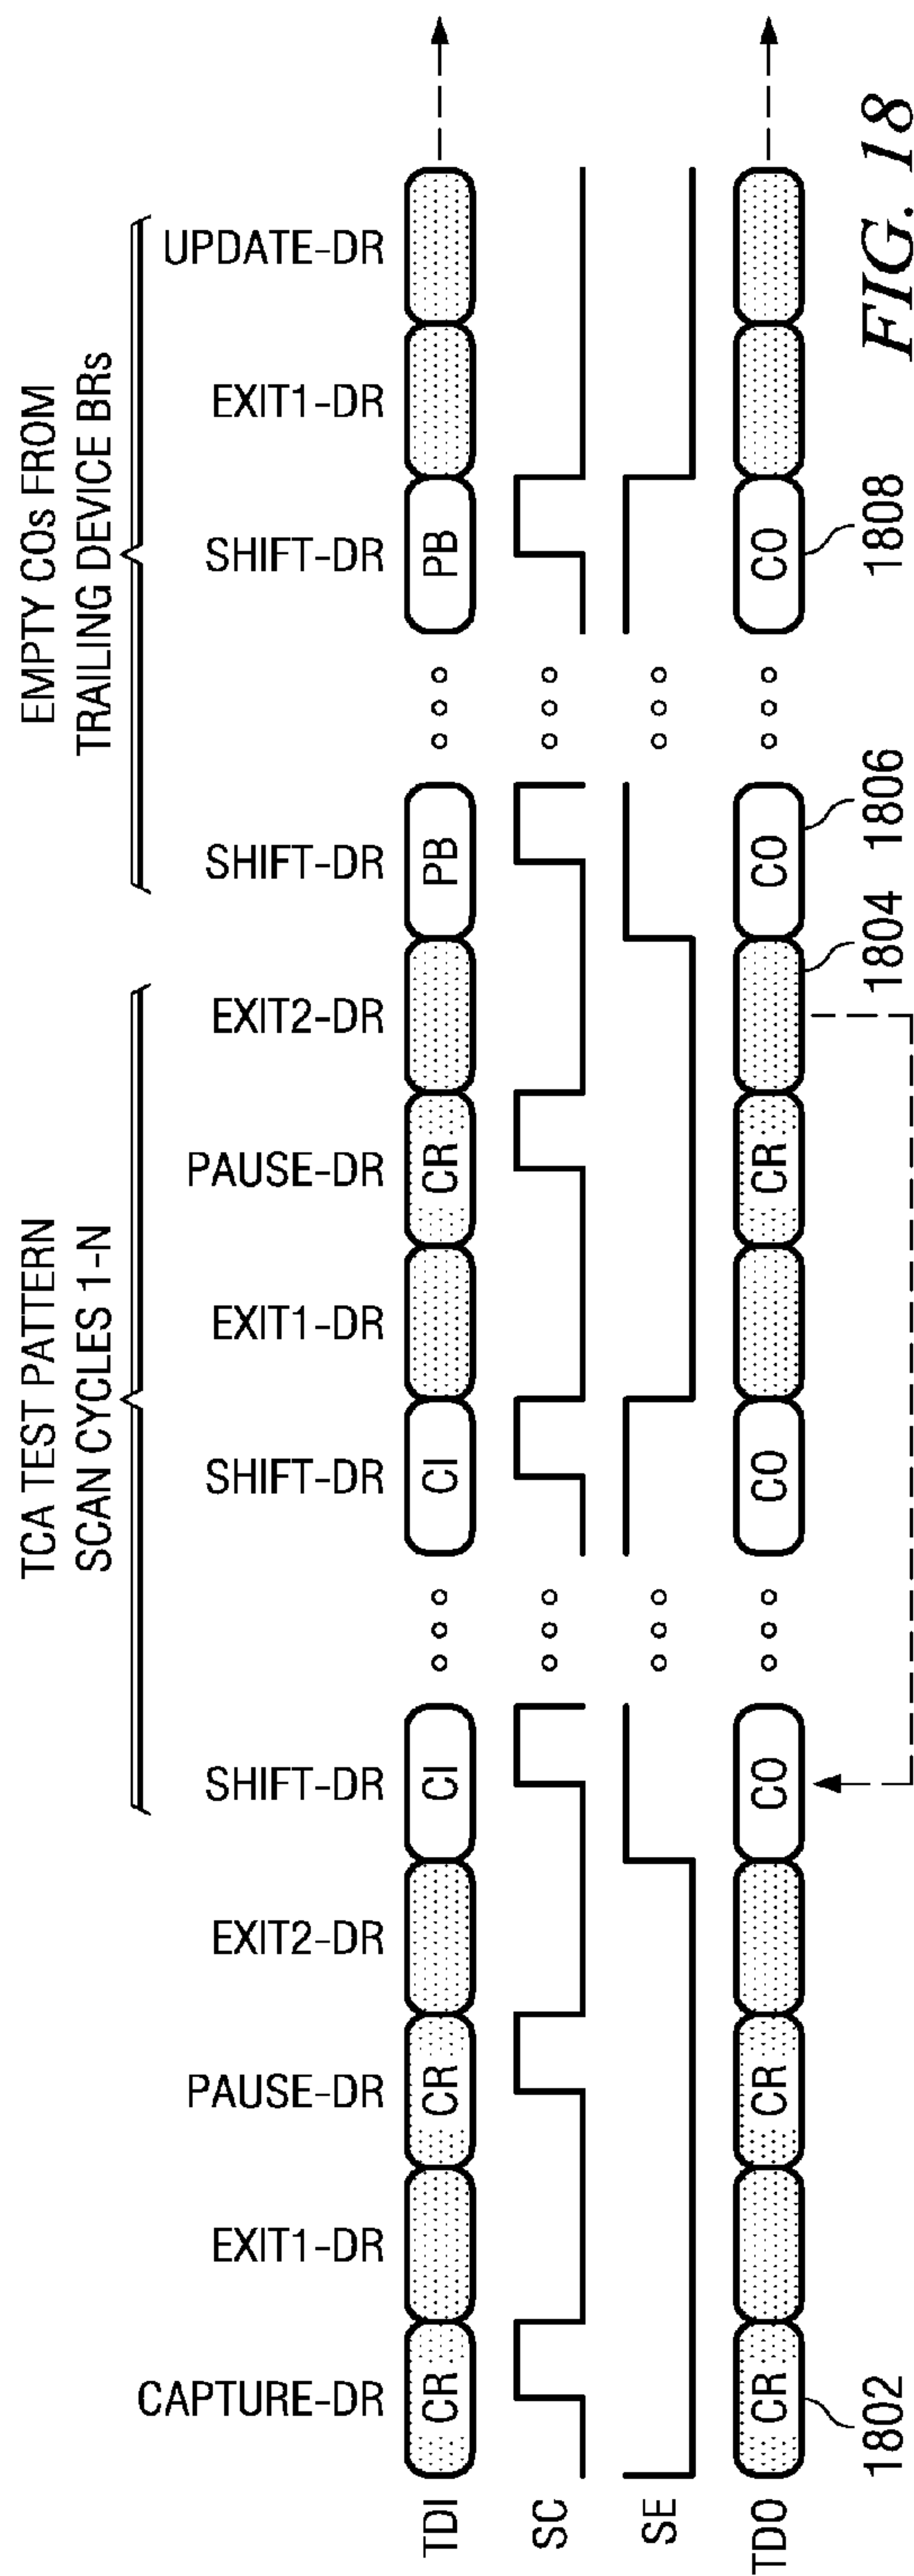 TCA TEST PATTERN
SCAN CYCLES 1-N
EMPTY COs FROM
TRAILING DEVICE BRs
CAPTURE-DR EXIT1-DR PAUSE-DR EXIT2-DR SHIFT-DR SHIFT-DR EXIT1-DR PAUSE-DR EXIT2-DR SHIFT-DR SHIFT-DR EXIT1-DR UPDATE-DR
TDI CR CR CI CI CR PB PB
SC
SE
TDO CR CR CO CO CR CO CO
1802 1804 1806 1808
FIG. 18